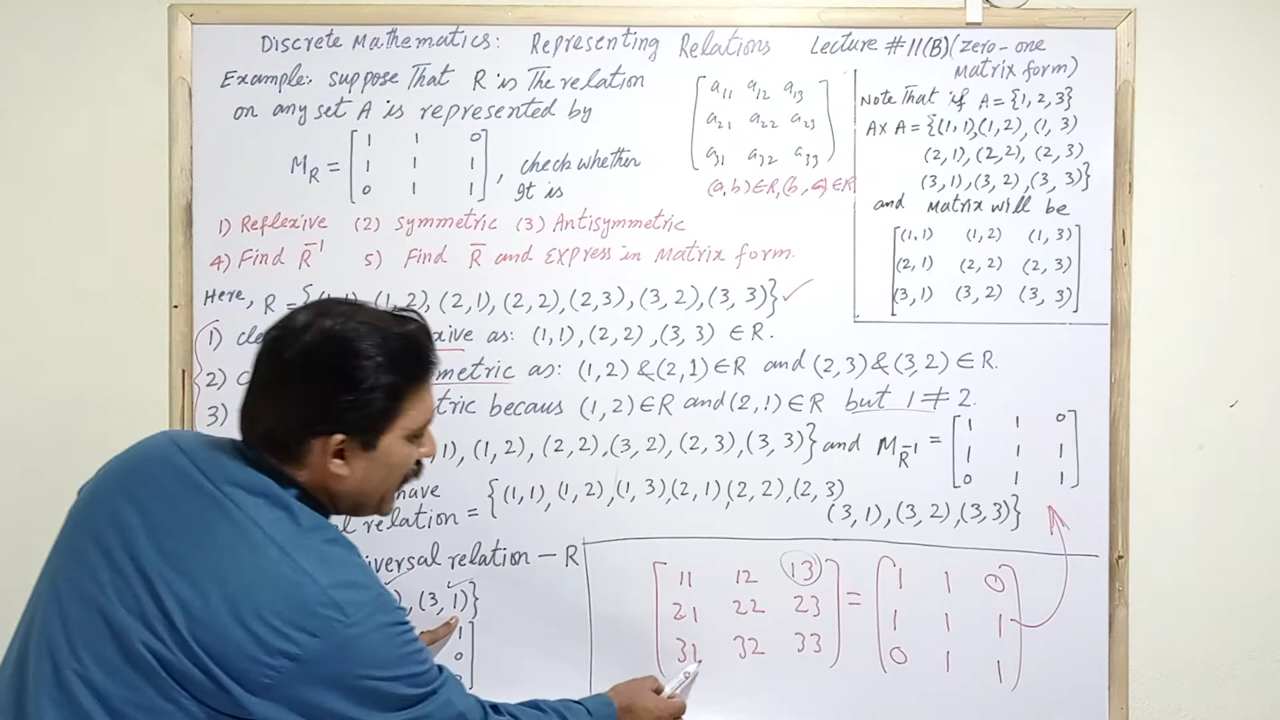 Discrete Mathematics: Representing Relations Lecture #11(B)(zero-one
Matrix form)
Example: suppose That R is The relation
on any set A is represented by
M_R = [1 1 0
1 1 1
0 1 1], check whether
It is
[a11 a12 a13
a21 a22 a23
a31 a32 a33]
(a,b)∈R,(b,a)∈R
Note That if A = {1,2,3}
A×A = {(1,1),(1,2),(1,3)
(2,1),(2,2),(2,3)
(3,1),(3,2),(3,3)}
and Matrix will be
[(1,1) (1,2) (1,3)
(2,1) (2,2) (2,3)
(3,1) (3,2) (3,3)]
1) Reflexive (2) symmetric (3) Antisymmetric
4) Find R⁻¹ 5) Find R̅ and Express in Matrix form.
Here, R = {(1,1),(1,2),(2,1),(2,2),(2,3),(3,2),(3,3)}✓
1) as: (1,1),(2,2),(3,3) ∈ R.
2) metric as: (1,2)&(2,1)∈R and (2,3)&(3,2)∈R.
3) tric becaus (1,2)∈R and (2,1)∈R but 1≠2.
1),(1,2),(2,2),(3,2),(2,3),(3,3)} and M_R⁻¹ = [1 1 0
1 1 1
0 1 1]
have
relation = {(1,1),(1,2),(1,3)(2,1)(2,2),(2,3)
(3,1),(3,2),(3,3)}
iversal relation – R
),(3,1)}
1
0
[11 12 13
21 22 23
31 32 33] = [1 1 0
1 1 1
0 1 1]